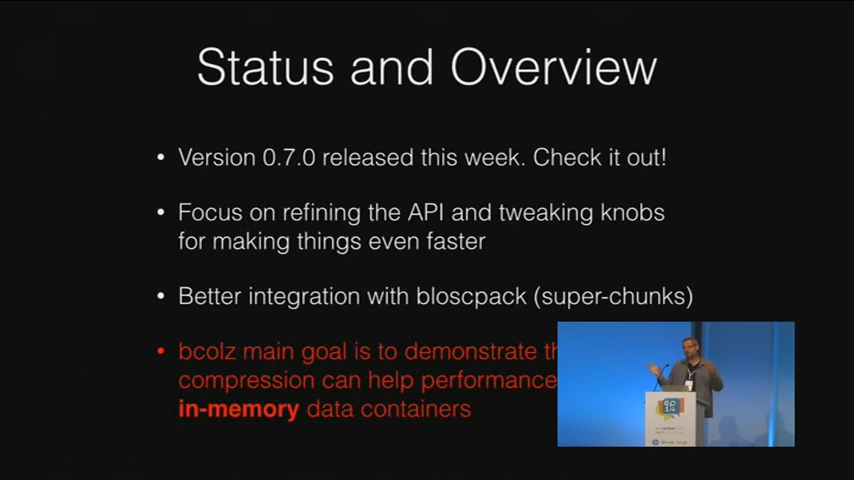 Status and Overview
• Version 0.7.0 released this week. Check it out!
• Focus on refining the API and tweaking knobs
for making things even faster
• Better integration with bloscpack (super-chunks)
• bcolz main goal is to demonstrate
compression can help performance
in-memory data containers
ep
14